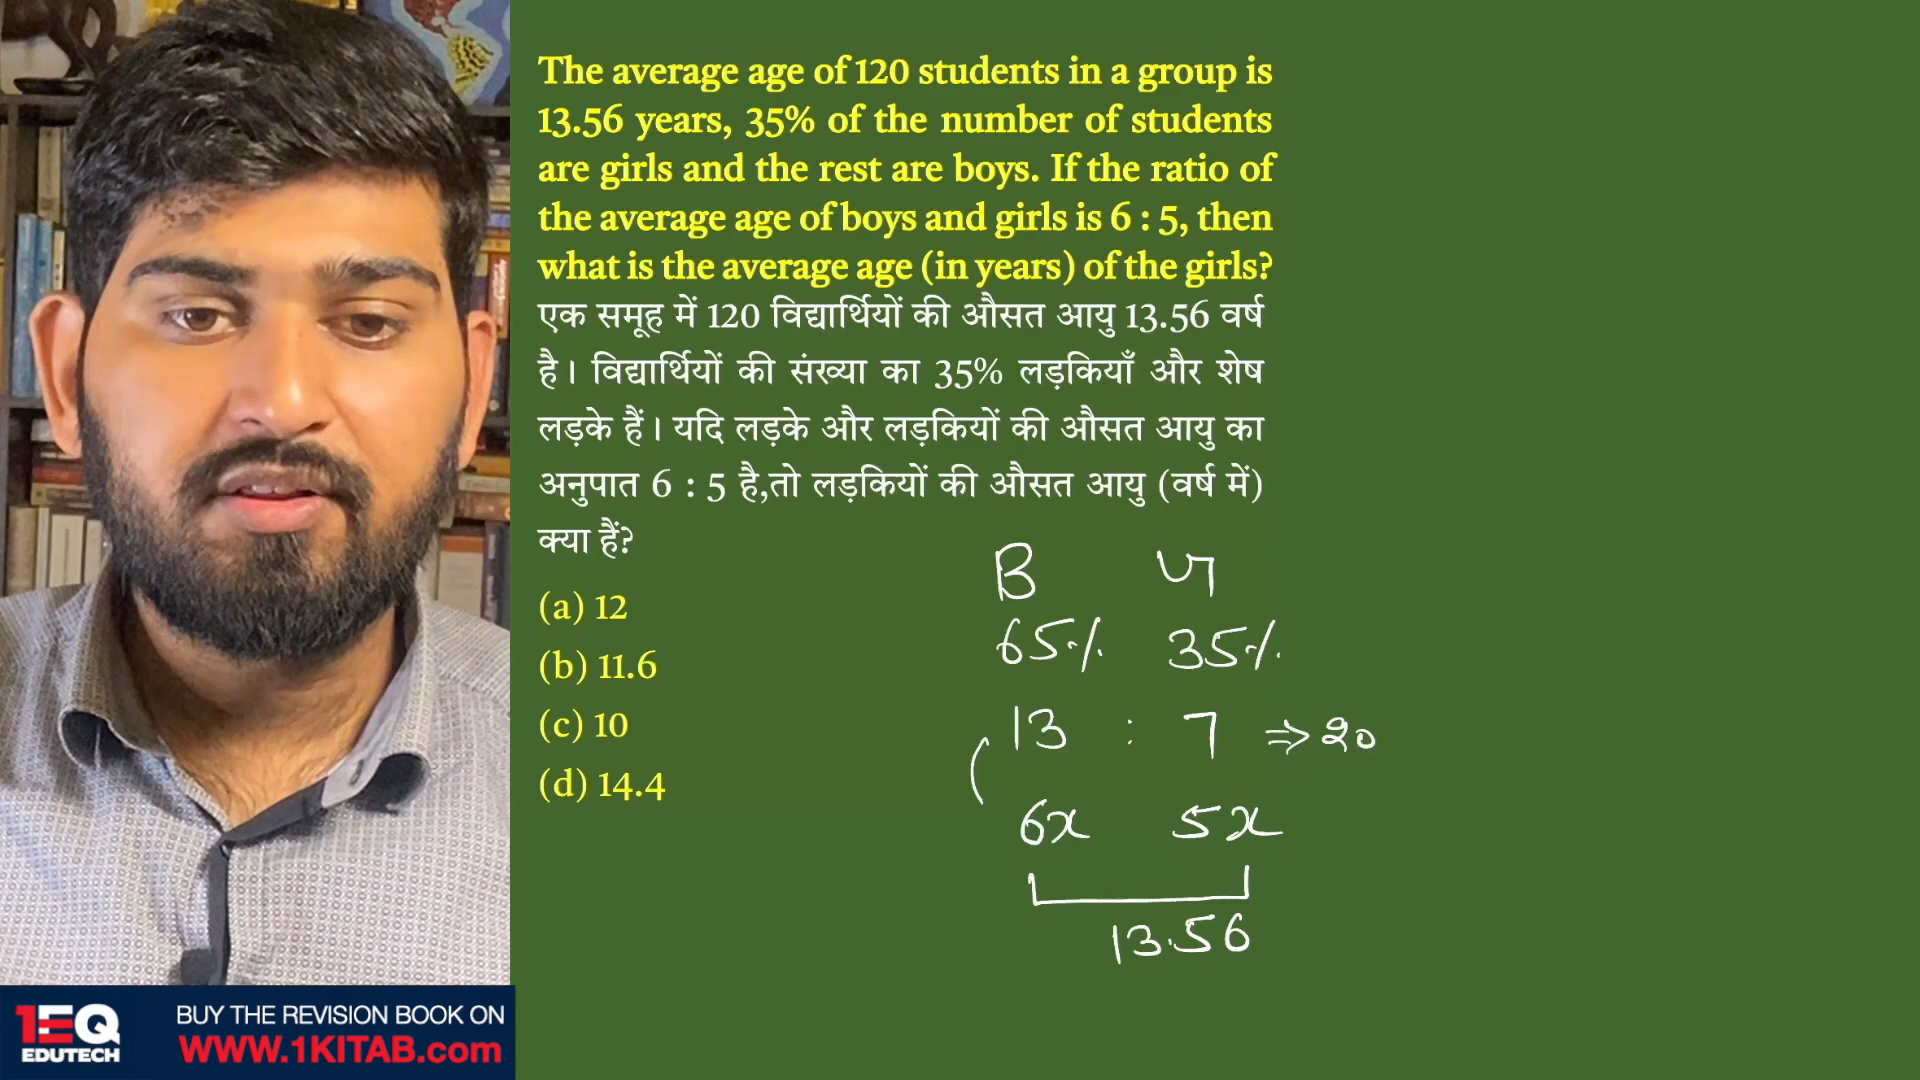 The average age of 120 students in a group is
13.56 years, 35% of the number of students
are girls and the rest are boys. If the ratio of
the average age of boys and girls is 6 : 5, then
what is the average age (in years) of the girls?
एक समूह में 120 विद्यार्थियों की औसत आयु 13.56 वर्ष
है। विद्यार्थियों की संख्या का 35% लड़कियाँ और शेष
लड़के हैं। यदि लड़के और लड़कियों की औसत आयु का
अनुपात 6 : 5 है,तो लड़कियों की औसत आयु (वर्ष में)
क्या हैं?
(a) 12
(b) 11.6
(c) 10
(d) 14.4
B G
65% 35%
13 : 7 ⇒ 20
6x 5x
13.56
1EQ
EDUTECH
BUY THE REVISION BOOK ON
WWW.1KITAB.com